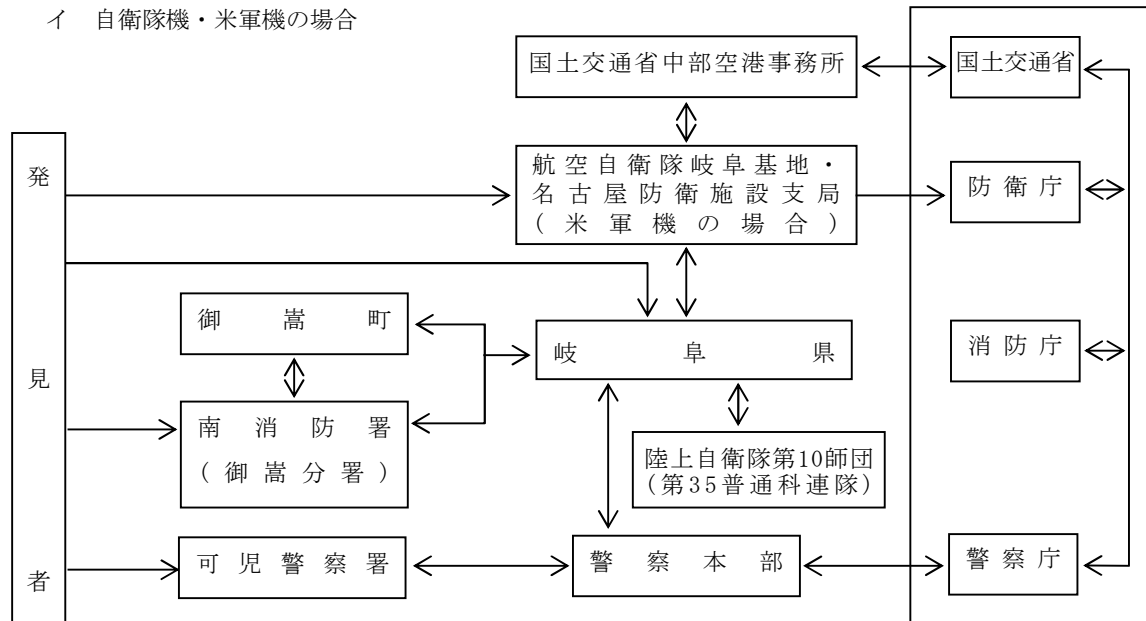 イ　自衛隊機・米軍機の場合
国土交通省中部空港事務所
国土交通省
発見者
航空自衛隊岐阜基地・
名古屋防衛施設支局
（米軍機の場合）
防衛庁
御嵩町
岐阜県
消防庁
南消防署
（御嵩分署）
陸上自衛隊第10師団
（第35普通科連隊）
可児警察署
警察本部
警察庁